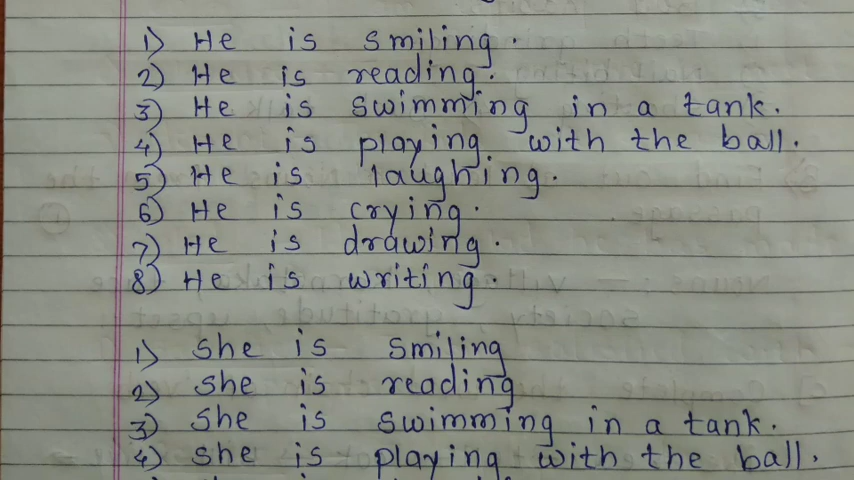 1) He is smiling.
2) He is reading.
3) He is swimming in a tank.
4) He is playing with the ball.
5) He is laughing.
6) He is crying.
7) He is drawing.
8) He is writing.
1) She is smiling
2) She is reading
3) She is swimming in a tank.
4) She is playing with the ball.